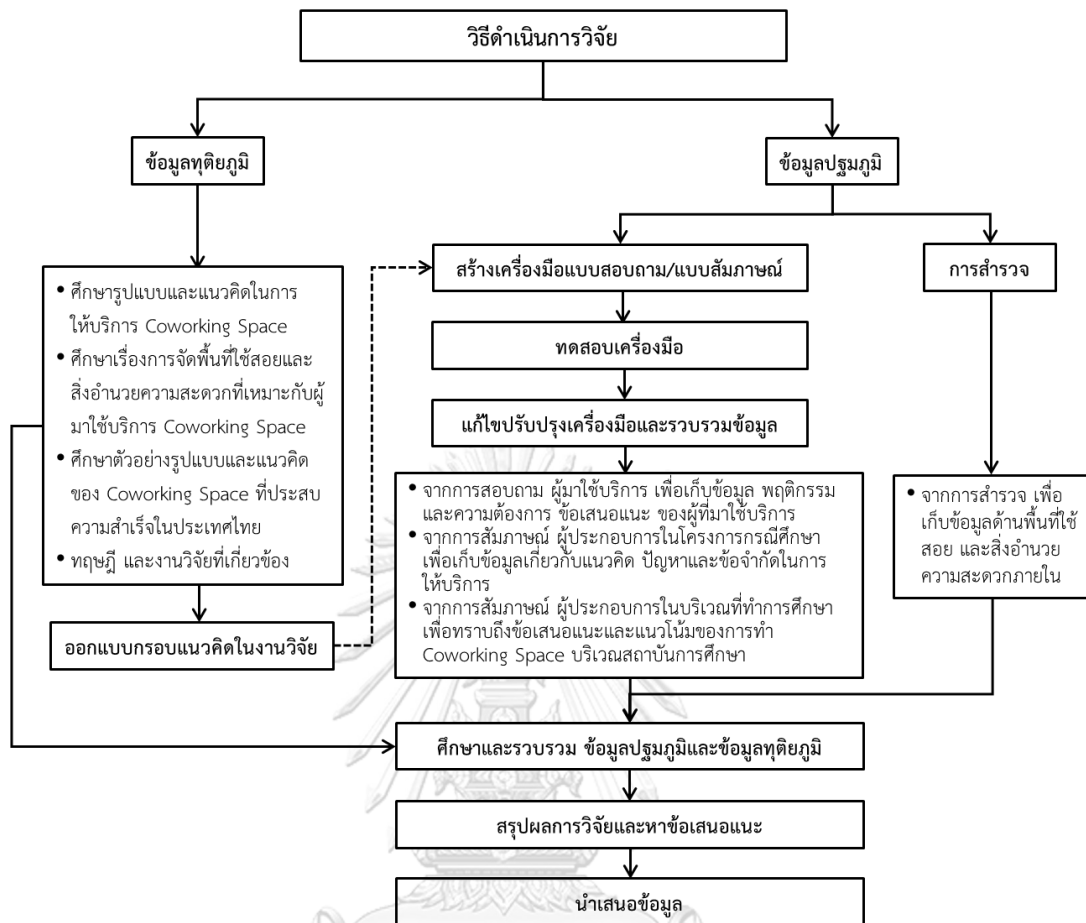 วิธีดำเนินการวิจัย
ข้อมูลทุติยภูมิ
ข้อมูลปฐมภูมิ
• ศึกษารูปแบบและแนวคิดในการ
ให้บริการ Coworking Space
• ศึกษาเรื่องการจัดพื้นที่ใช้สอยและ
สิ่งอำนวยความสะดวกที่เหมาะกับผู้
มาใช้บริการ Coworking Space
• ศึกษาตัวอย่างรูปแบบและแนวคิด
ของ Coworking Space ที่ประสบ
ความสำเร็จในประเทศไทย
• ทฤษฎี และงานวิจัยที่เกี่ยวข้อง
ออกแบบกรอบแนวคิดในงานวิจัย
สร้างเครื่องมือแบบสอบถาม/แบบสัมภาษณ์
ทดสอบเครื่องมือ
แก้ไขปรับปรุงเครื่องมือและรวบรวมข้อมูล
• จากการสอบถาม ผู้มาใช้บริการ เพื่อเก็บข้อมูล พฤติกรรม
และความต้องการ ข้อเสนอแนะ ของผู้ที่มาใช้บริการ
• จากการสัมภาษณ์ ผู้ประกอบการในโครงการกรณีศึกษา
เพื่อเก็บข้อมูลเกี่ยวกับแนวคิด ปัญหาและข้อจำกัดในการ
ให้บริการ
• จากการสัมภาษณ์ ผู้ประกอบการในบริเวณที่ทำการศึกษา
เพื่อทราบถึงข้อเสนอแนะและแนวโน้มของการทำ
Coworking Space บริเวณสถาบันการศึกษา
การสำรวจ
• จากการสำรวจ เพื่อ
เก็บข้อมูลด้านพื้นที่ใช้
สอย และสิ่งอำนวย
ความสะดวกภายใน
ศึกษาและรวบรวม ข้อมูลปฐมภูมิและข้อมูลทุติยภูมิ
สรุปผลการวิจัยและหาข้อเสนอแนะ
นำเสนอข้อมูล